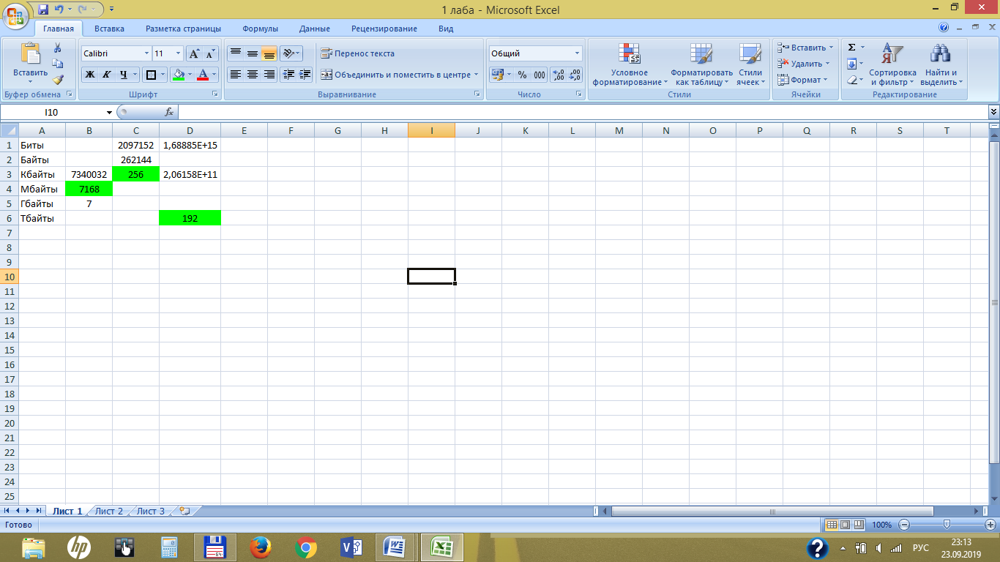 1 лаба - Microsoft Excel
Главная Вставка Разметка страницы Формулы Данные Рецензирование Вид
Вставить
Буфер обмена
Calibri 11
Ж К Ч
Шрифт
Перенос текста
Объединить и поместить в центре
Выравнивание
Общий
% 000 ,00 ,0
Число
Условное форматирование
Форматировать как таблицу
Стили ячеек
Стили
Вставить
Удалить
Формат
Ячейки
Σ
Сортировка и фильтр
Найти и выделить
Редактирование
I10 fx
A B C D E F G H I J K L M N O P Q R S T
1 Биты 2097152 1,68885E+15
2 Байты 262144
3 Кбайты 7340032 256 2,06158E+11
4 Мбайты 7168
5 Гбайты 7
6 Тбайты 192
7
8
9
10
11
12
13
14
15
16
17
18
19
20
21
22
23
24
25
Лист 1 Лист 2 Лист 3
Готово 100%
hp 64 РУС 23:13
23.09.2019